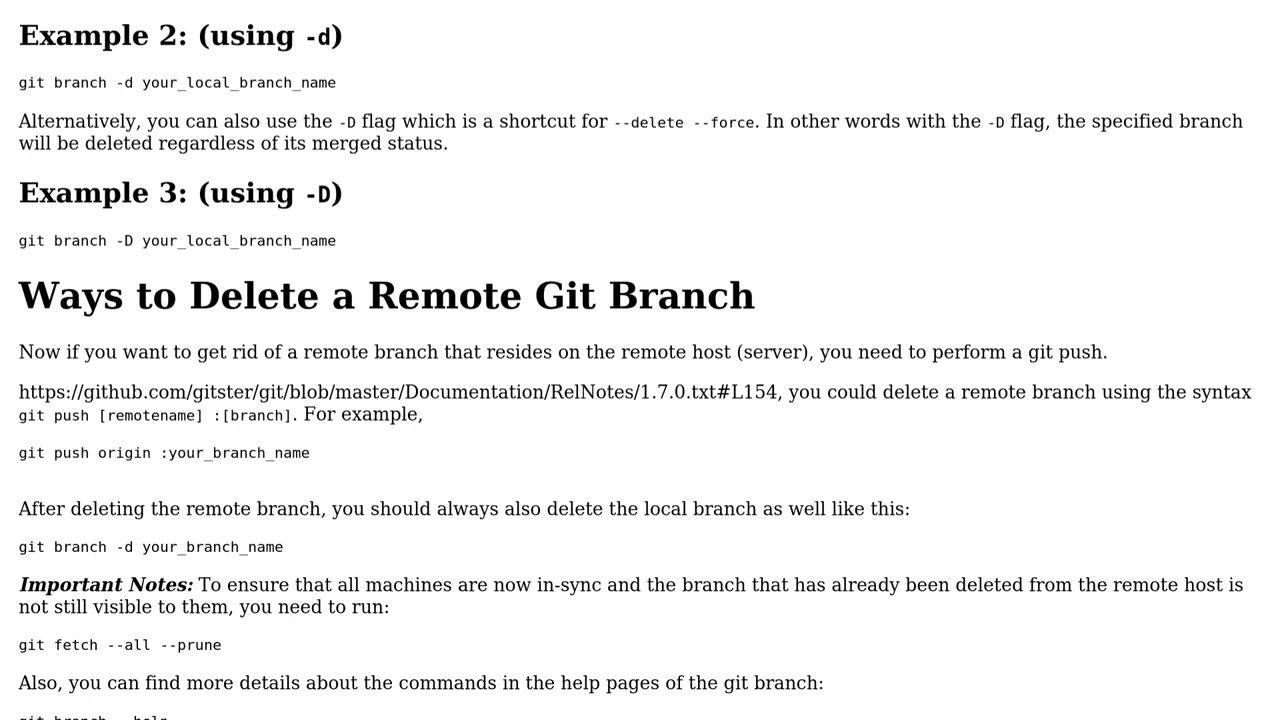 Example 2: (using -d)
git branch -d your_local_branch_name
Alternatively, you can also use the -D flag which is a shortcut for --delete --force. In other words with the -D flag, the specified branch
will be deleted regardless of its merged status.
Example 3: (using -D)
git branch -D your_local_branch_name
Ways to Delete a Remote Git Branch
Now if you want to get rid of a remote branch that resides on the remote host (server), you need to perform a git push.
https://github.com/gitster/git/blob/master/Documentation/RelNotes/1.7.0.txt#L154, you could delete a remote branch using the syntax
git push [remotename] :[branch]. For example,
git push origin :your_branch_name
After deleting the remote branch, you should always also delete the local branch as well like this:
git branch -d your_branch_name
Important Notes: To ensure that all machines are now in-sync and the branch that has already been deleted from the remote host is
not still visible to them, you need to run:
git fetch --all --prune
Also, you can find more details about the commands in the help pages of the git branch: